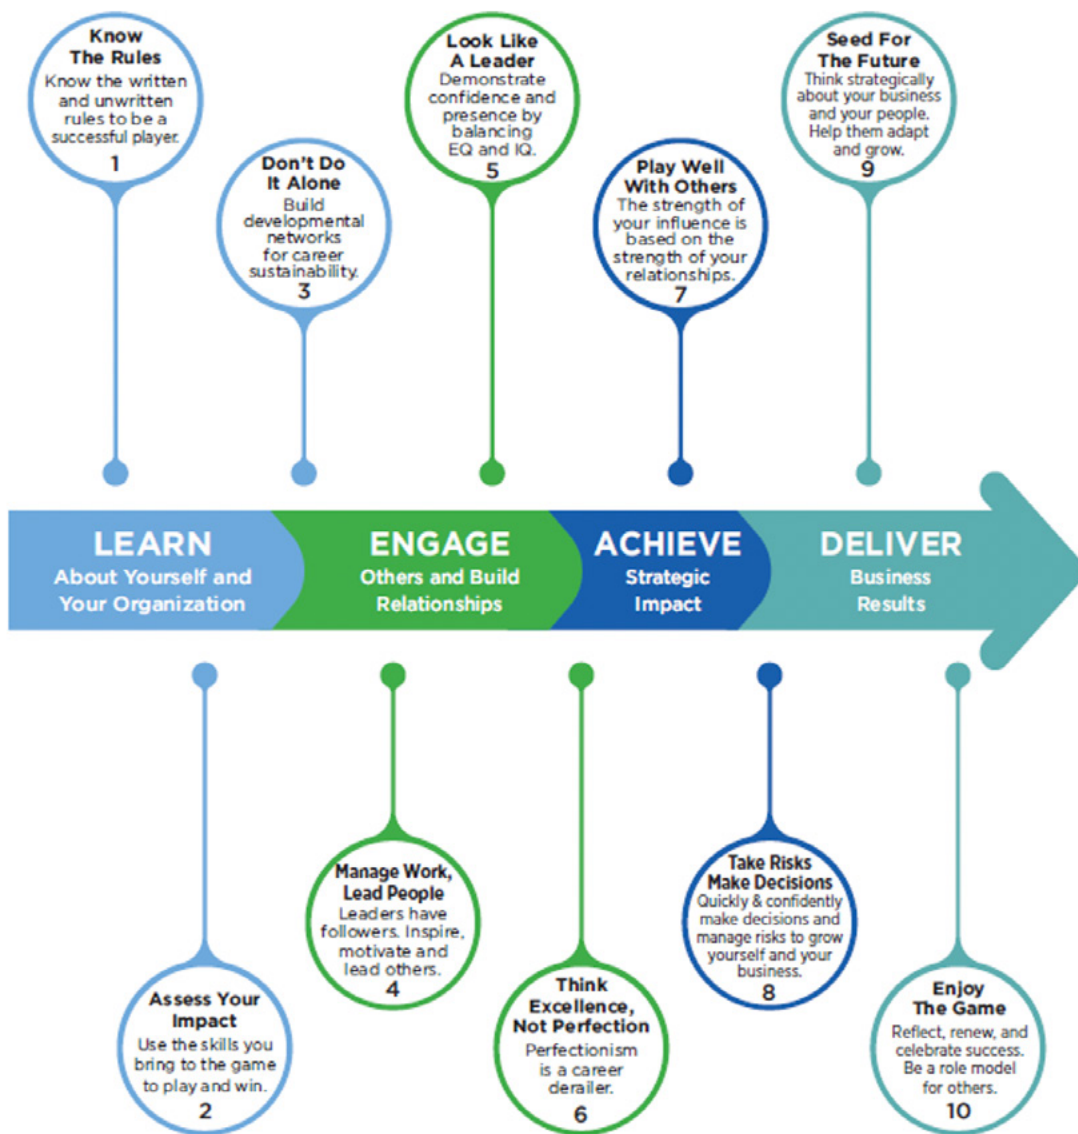 Know
The Rules
Know the written
and unwritten
rules to be a
successful player.
1
Don't Do
It Alone
Build
developmental
networks
for career
sustainability.
3
Look Like
A Leader
Demonstrate
confidence and
presence by
balancing
EQ and IQ.
5
Play Well
With Others
The strength of
your influence is
based on the
strength of your
relationships.
7
Seed For
The Future
Think strategically
about your business
and your people.
Help them adapt
and grow.
9
LEARN
About Yourself and
Your Organization
ENGAGE
Others and Build
Relationships
ACHIEVE
Strategic
Impact
DELIVER
Business
Results
Assess Your
Impact
Use the skills you
bring to the game
to play and win.
2
Manage Work,
Lead People
Leaders have
followers. Inspire,
motivate and
lead others.
4
Think
Excellence,
Not Perfection
Perfectionism
is a career
derailer.
6
Take Risks
Make Decisions
Quickly & confidently
make decisions and
manage risks to grow
yourself and your
business.
8
Enjoy
The Game
Reflect, renew, and
celebrate success.
Be a role model
for others.
10